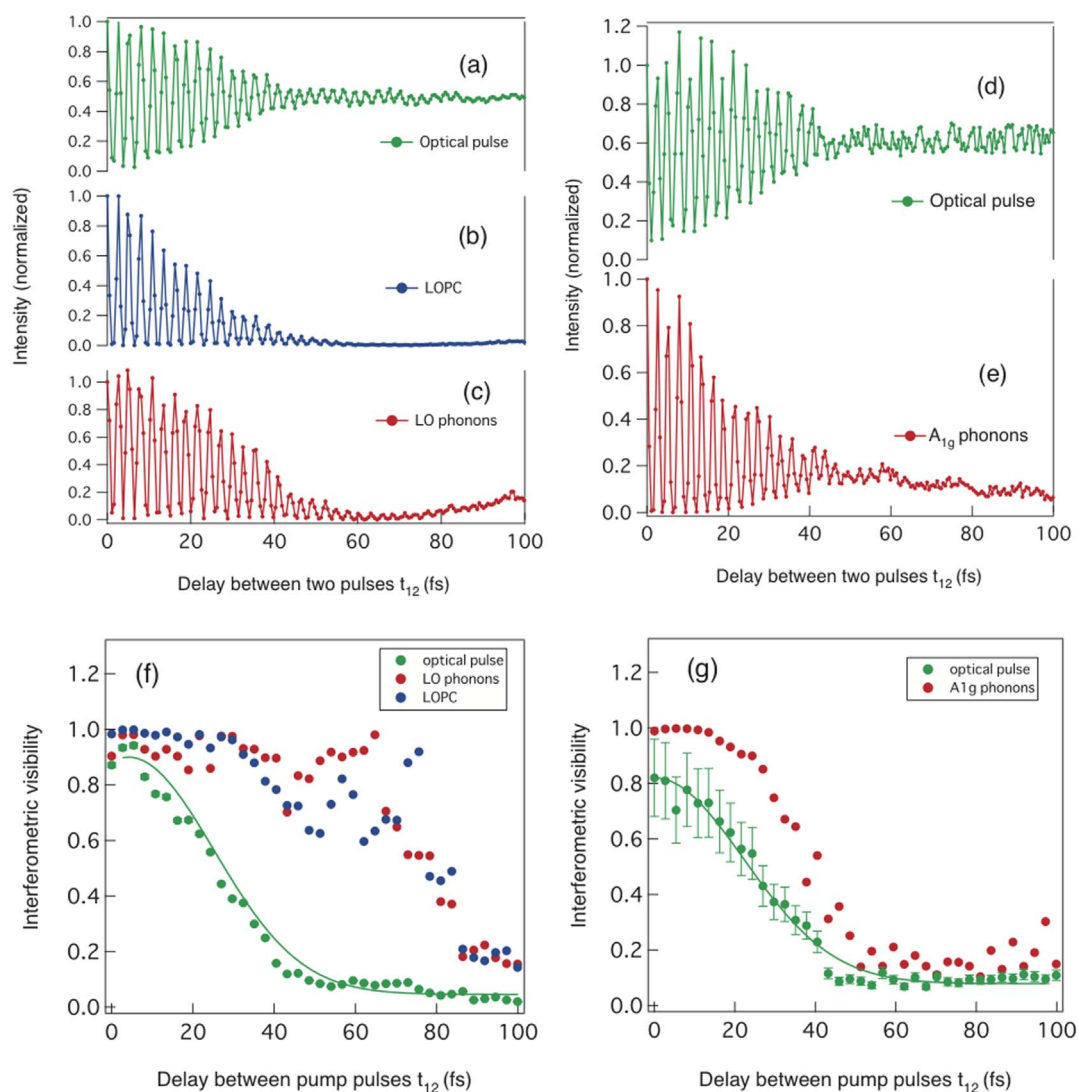 1.0
0.8
0.6
0.4
0.2
0.0
(a)
Optical pulse
1.0
0.8
0.6
0.4
0.2
0.0
(b)
LOPC
1.0
0.8
0.6
0.4
0.2
0.0
(c)
LO phonons
Intensity (normalized)
0 20 40 60 80 100
Delay between two pulses t12 (fs)
1.2
1.0
0.8
0.6
0.4
0.2
0.0
(d)
Optical pulse
1.0
0.8
0.6
0.4
0.2
0.0
(e)
A1g phonons
Intensity (normalized)
0 20 40 60 80 100
Delay between two pulses t12 (fs)
(f)
optical pulse
LO phonons
LOPC
1.2
1.0
0.8
0.6
0.4
0.2
0.0
Interferometric visibility
0 20 40 60 80 100
Delay between pump pulses t12 (fs)
(g)
optical pulse
A1g phonons
1.2
1.0
0.8
0.6
0.4
0.2
0.0
Interferometric visibility
0 20 40 60 80 100
Delay between pump pulses t12 (fs)